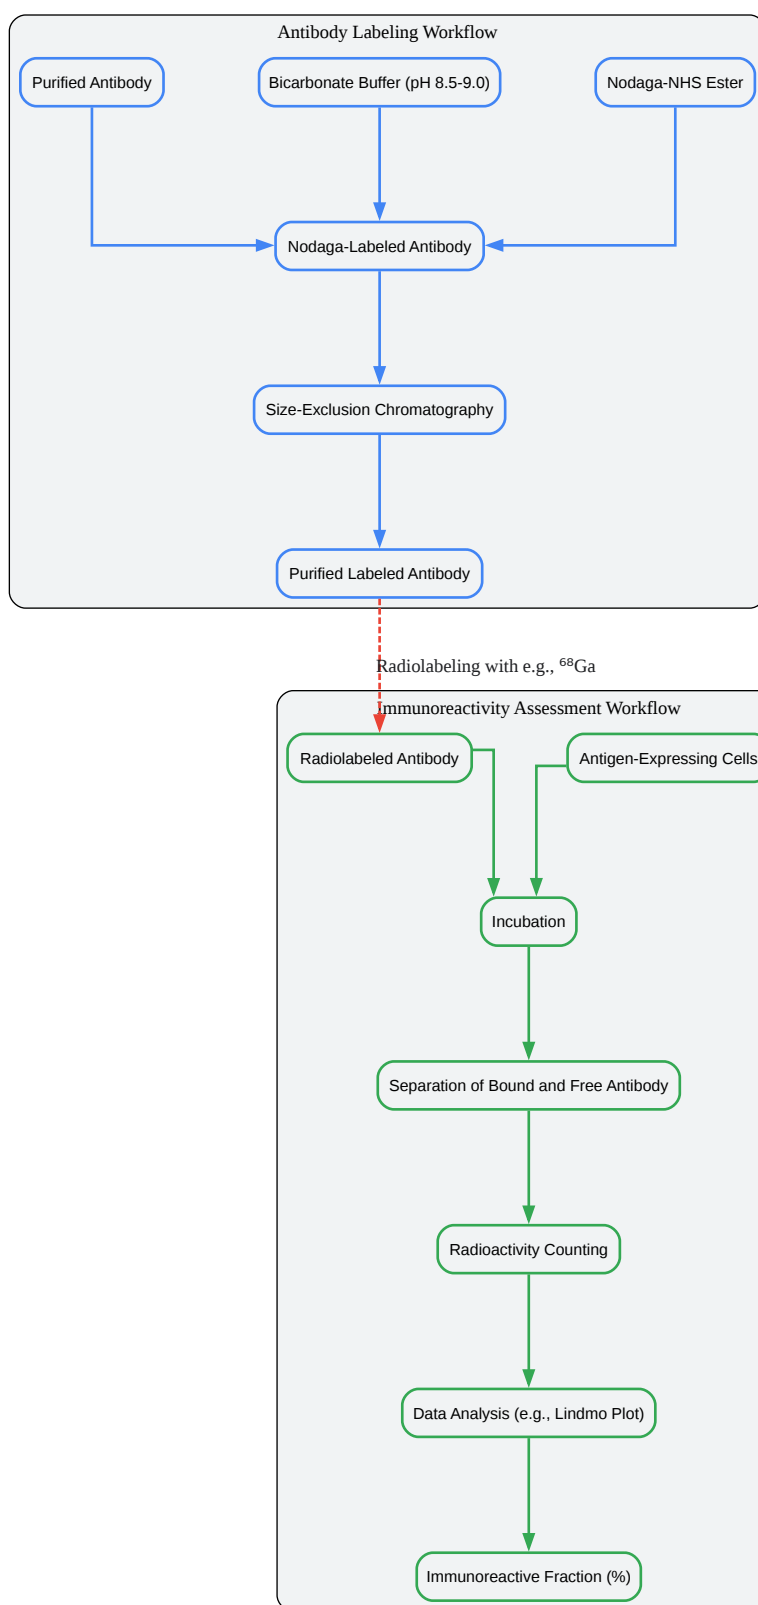 Antibody Labeling Workflow
Purified Antibody
Bicarbonate Buffer (pH 8.5-9.0)
Nodaga-NHS Ester
Nodaga-Labeled Antibody
Size-Exclusion Chromatography
Purified Labeled Antibody
Radiolabeling with e.g., ⁶⁸Ga
Immunoreactivity Assessment Workflow
Radiolabeled Antibody
Antigen-Expressing Cells
Incubation
Separation of Bound and Free Antibody
Radioactivity Counting
Data Analysis (e.g., Lindmo Plot)
Immunoreactive Fraction (%)